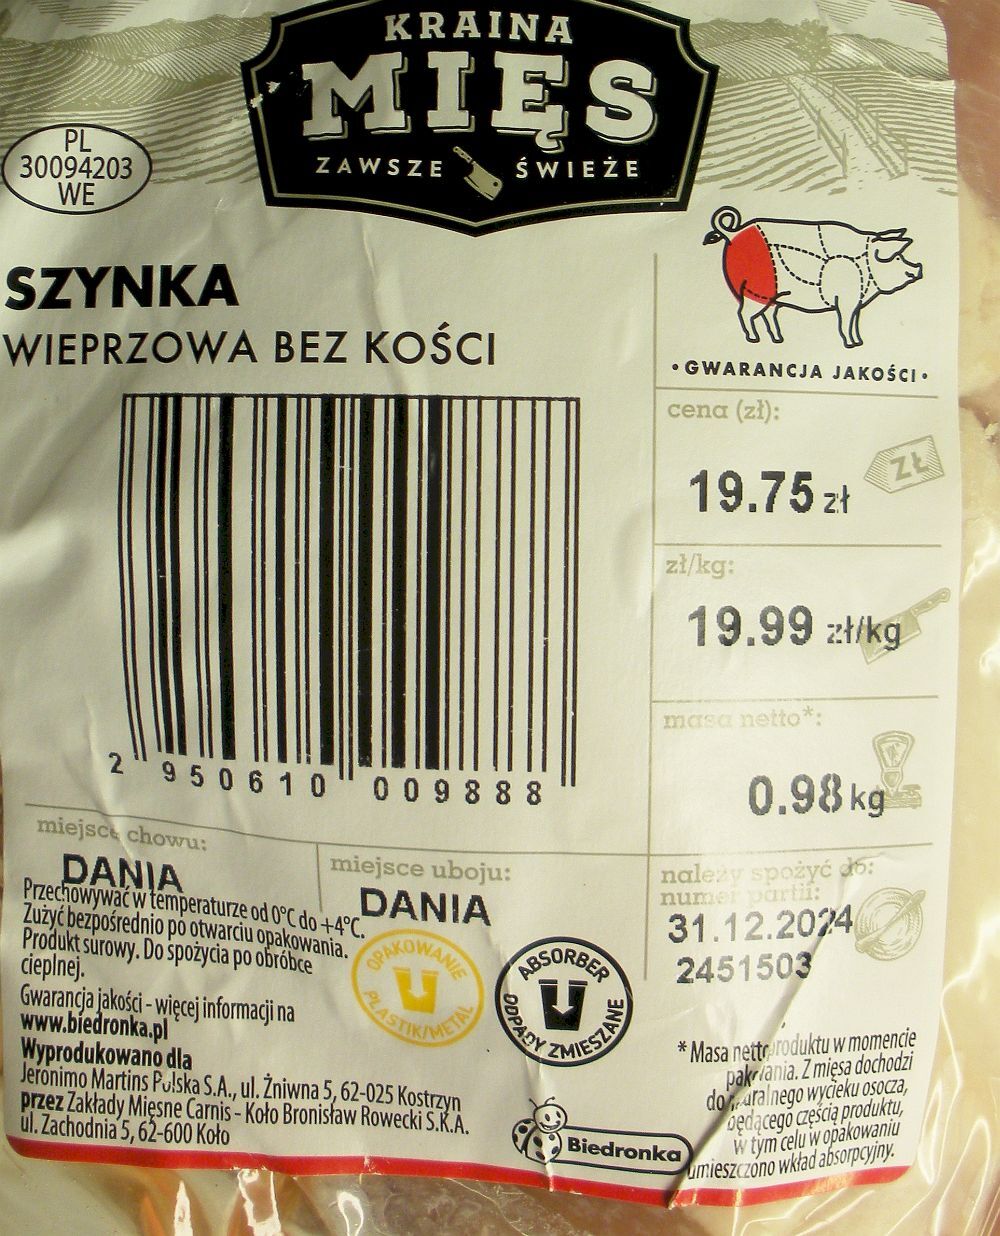 KRAINA
MIĘS
ZAWSZE ŚWIEŻE
PL
30094203
WE
SZYNKA
WIEPRZOWA BEZ KOŚCI
• GWARANCJA JAKOŚCI •
cena (zł):
ZŁ
19.75 zł
zł/kg:
19.99 zł/kg
masa netto*:
0.98 kg
2 950610 009888
miejsce chowu:
DANIA
miejsce uboju:
DANIA
należy spożyć do:
numer partii:
31.12.2024
2451503
Przechowywać w temperaturze od 0°C do +4°C.
Zużyć bezpośrednio po otwarciu opakowania.
Produkt surowy. Do spożycia po obróbce
cieplnej.
Gwarancja jakości - więcej informacji na
www.biedronka.pl
Wyprodukowano dla
Jeronimo Martins Polska S.A., ul. Żniwna 5, 62-025 Kostrzyn
przez Zakłady Mięsne Carnis - Koło Bronisław Rowecki S.K.A.
ul. Zachodnia 5, 62-600 Koło
OPAKOWANIE
PLASTIK/METAL
ABSORBER
ODPADY ZMIESZANE
Biedronka
* Masa netto produktu w momencie
pakowania. Z mięsa dochodzi
do naturalnego wycieku osocza,
będącego częścią produktu,
w tym celu w opakowaniu
umieszczono wkład absorpcyjny.